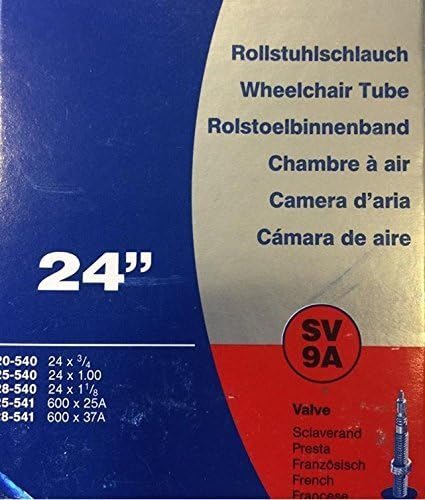 Rollstuhlschlauch
Wheelchair Tube
Rolstoelbinnenband
Chambre à air
Camera d'aria
Cámara de aire
24”
SV
9A
20-540 24 x 3/4
25-540 24 x 1.00
28-540 24 x 1 1/8
25-541 600 x 25A
28-541 600 x 37A
Valve
Sclaverand
Presta
Französisch
French
Francese